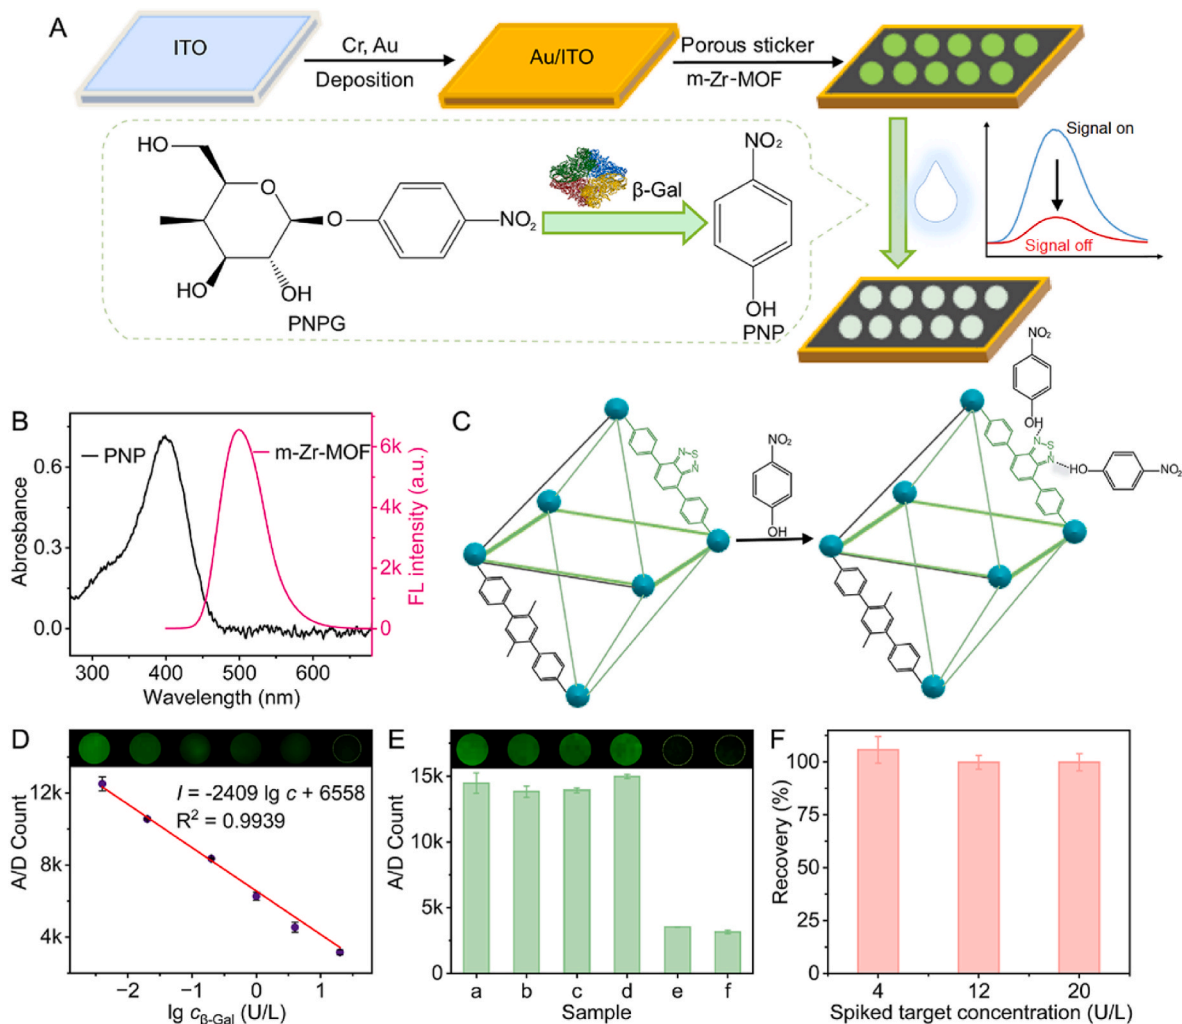 A
ITO
Cr, Au
Deposition
Au/ITO
Porous sticker
m-Zr-MOF
HO
O
O
NO₂
HO
OH
PNPG
β-Gal
NO₂
OH
PNP
Signal on
Signal off
B
PNP
m-Zr-MOF
Abrosbance
0.6
0.3
0.0
6k
4k
2k
0
FL intensity (a.u.)
300 400 500 600
Wavelength (nm)
C
N
S
N
NO₂
OH
NO₂
OH
N
S
N
HO
NO₂
D
I = -2409 lg c + 6558
R² = 0.9939
A/D Count
12k
8k
4k
−2 −1 0 1
lg cβ-Gal (U/L)
E
A/D Count
15k
10k
5k
0
a b c d e f
Sample
F
Recovery (%)
100
75
50
25
0
4 12 20
Spiked target concentration (U/L)